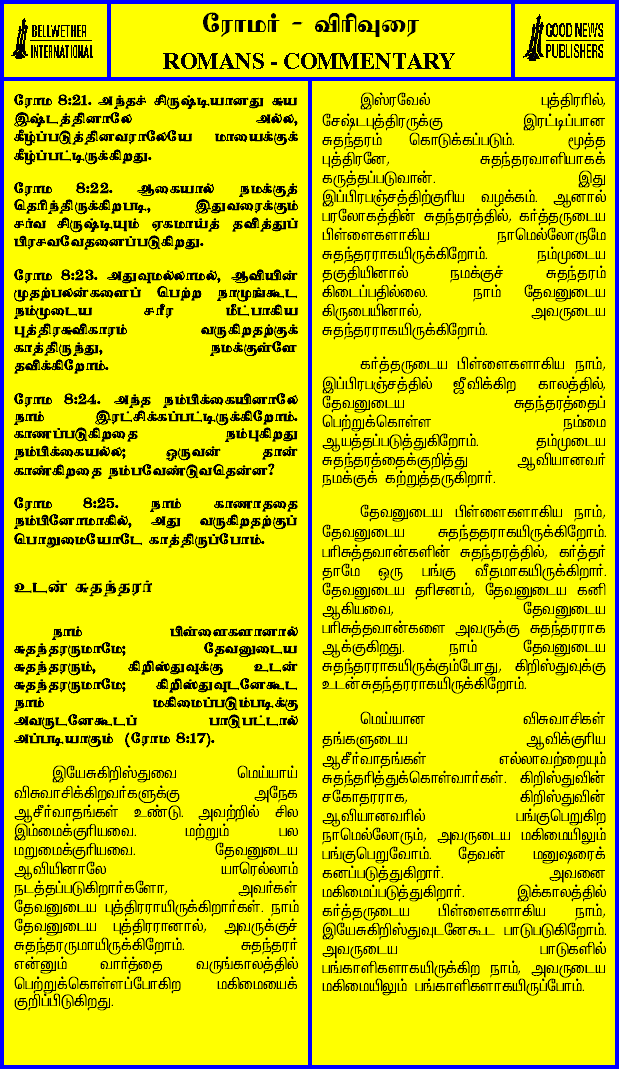 BELLWETHER
INTERNATIONAL
ரோமர் - விரிவுரை
ROMANS - COMMENTARY
GOOD NEWS
PUBLISHERS
ரோம 8:21. அந்தச் சிருஷ்டியானது சுய
இஷ்டத்தினாலே அல்ல,
கீழ்ப்படுத்தினவராலேயே மாயைக்குக்
கீழ்ப்பட்டிருக்கிறது.
ரோம 8:22. ஆகையால் நமக்குத்
தெரிந்திருக்கிறபடி, இதுவரைக்கும்
சர்வ சிருஷ்டியும் ஏகமாய்த் தவித்துப்
பிரசவவேதனைப்படுகிறது.
ரோம 8:23. அதுவுமல்லாமல், ஆவியின்
முதற்பலன்களைப் பெற்ற நாமுங்கூட
நம்முடைய சரீர மீட்பாகிய
புத்திரசுவிகாரம் வருகிறதற்குக்
காத்திருந்து, நமக்குள்ளே
தவிக்கிறோம்.
ரோம 8:24. அந்த நம்பிக்கையினாலே
நாம் இரட்சிக்கப்பட்டிருக்கிறோம்.
காணப்படுகிறதை நம்புகிறது
நம்பிக்கையல்ல; ஒருவன் தான்
காண்கிறதை நம்பவேண்டுவதென்ன?
ரோம 8:25. நாம் காணாததை
நம்பினோமாகில், அது வருகிறதற்குப்
பொறுமையோடே காத்திருப்போம்.
உடன் சுதந்தரர்
நாம் பிள்ளைகளானால்
சுதந்தரருமாமே; தேவனுடைய
சுதந்தரரும், கிறிஸ்துவுக்கு உடன்
சுதந்தரருமாமே; கிறிஸ்துவுடனேகூட
நாம் மகிமைப்படும்படிக்கு
அவருடனேகூடப் பாடுபட்டால்
அப்படியாகும் (ரோம 8:17).
இயேசுகிறிஸ்துவை மெய்யாய்
விசுவாசிக்கிறவர்களுக்கு அநேக
ஆசீர்வாதங்கள் உண்டு. அவற்றில் சில
இம்மைக்குரியவை. மற்றும் பல
மறுமைக்குரியவை. தேவனுடைய
ஆவியினாலே யாரெல்லாம்
நடத்தப்படுகிறார்களோ, அவர்கள்
தேவனுடைய புத்திரராயிருக்கிறார்கள். நாம்
தேவனுடைய புத்திரரானால், அவருக்குச்
சுதந்தரருமாயிருக்கிறோம். சுதந்தரர்
என்னும் வார்த்தை வருங்காலத்தில்
பெற்றுக்கொள்ளப்போகிற மகிமையைக்
குறிப்பிடுகிறது.
இஸ்ரவேல் புத்திரரில்,
சேஷ்டபுத்திரருக்கு இரட்டிப்பான
சுதந்தரம் கொடுக்கப்படும். மூத்த
புத்திரனே, சுதந்தரவாளியாகக்
கருத்தப்படுவான். இது
இப்பிரபஞ்சத்திற்குரிய வழக்கம். ஆனால்
பரலோகத்தின் சுதந்தரத்தில், கர்த்தருடைய
பிள்ளைகளாகிய நாமெல்லோருமே
சுதந்தரராகயிருக்கிறோம். நம்முடைய
தகுதியினால் நமக்குச் சுதந்தரம்
கிடைப்பதில்லை. நாம் தேவனுடைய
கிருபையினால், அவருடைய
சுதந்தரராகயிருக்கிறோம்.
கர்த்தருடைய பிள்ளைகளாகிய நாம்,
இப்பிரபஞ்சத்தில் ஜீவிக்கிற காலத்தில்,
தேவனுடைய சுதந்தரத்தைப்
பெற்றுக்கொள்ள நம்மை
ஆயத்தப்படுத்துகிறோம். தம்முடைய
சுதந்தரத்தைக்குறித்து ஆவியானவர்
நமக்குக் கற்றுத்தருகிறார்.
தேவனுடைய பிள்ளைகளாகிய நாம்,
தேவனுடைய சுதந்ததராகயிருக்கிறோம்.
பரிசுத்தவான்களின் சுதந்தரத்தில், கர்த்தர்
தாமே ஒரு பங்கு வீதமாகயிருக்கிறார்.
தேவனுடைய தரிசனம், தேவனுடைய கனி
ஆகியவை, தேவனுடைய
பரிசுத்தவான்களை அவருக்கு சுதந்தரராக
ஆக்குகிறது. நாம் தேவனுடைய
சுதந்தரராகயிருக்கும்போது, கிறிஸ்துவுக்கு
உடன்சுதந்தரராகயிருக்கிறோம்.
மெய்யான விசுவாசிகள்
தங்களுடைய ஆவிக்குரிய
ஆசீர்வாதங்கள் எல்லாவற்றையும்
சுதந்தரித்துக்கொள்வார்கள். கிறிஸ்துவின்
சகோதரராக, கிறிஸ்துவின்
ஆவியானவரில் பங்குபெறுகிற
நாமெல்லோரும், அவருடைய மகிமையிலும்
பங்குபெறுவோம். தேவன் மனுஷரைக்
கனப்படுத்துகிறார். அவனை
மகிமைப்படுத்துகிறார். இக்காலத்தில்
கர்த்தருடைய பிள்ளைகளாகிய நாம்,
இயேசுகிறிஸ்துவுடனேகூட பாடுபடுகிறோம்.
அவருடைய பாடுகளில்
பங்காளிகளாகயிருக்கிற நாம், அவருடைய
மகிமையிலும் பங்காளிகளாகயிருப்போம்.